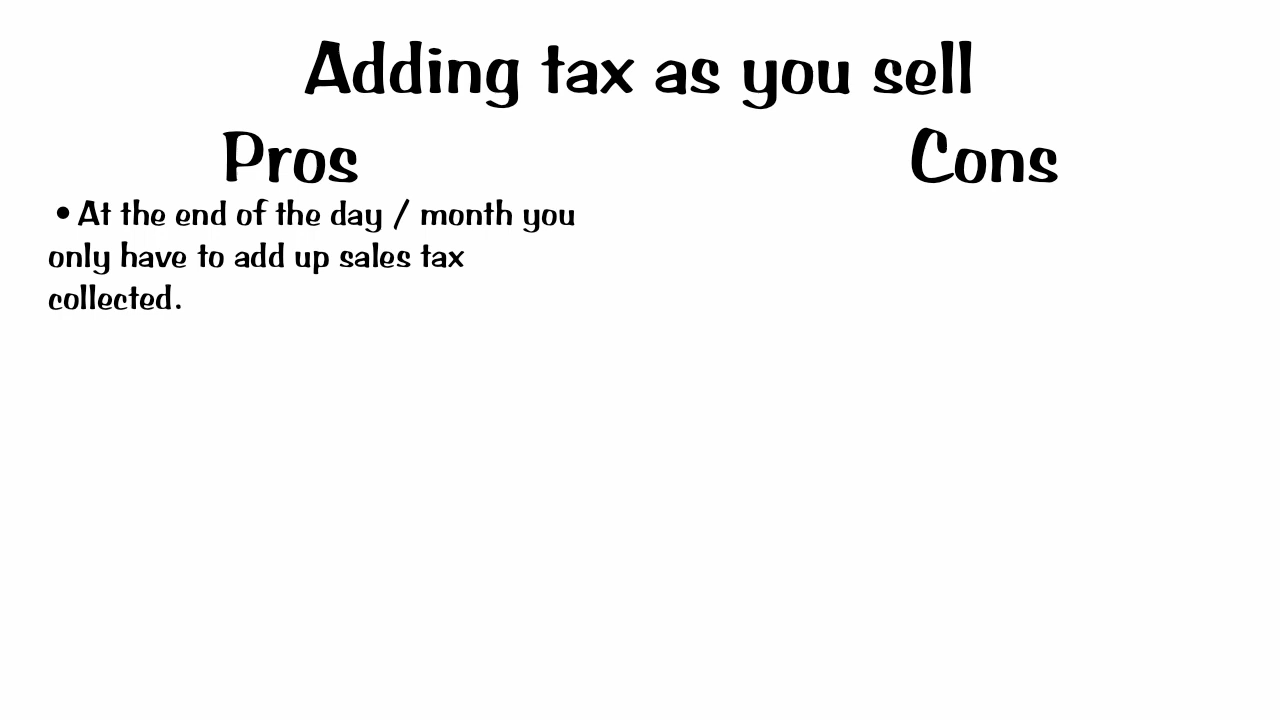 Adding tax as you sell
Pros
Cons
• At the end of the day / month you
only have to add up sales tax
collected.